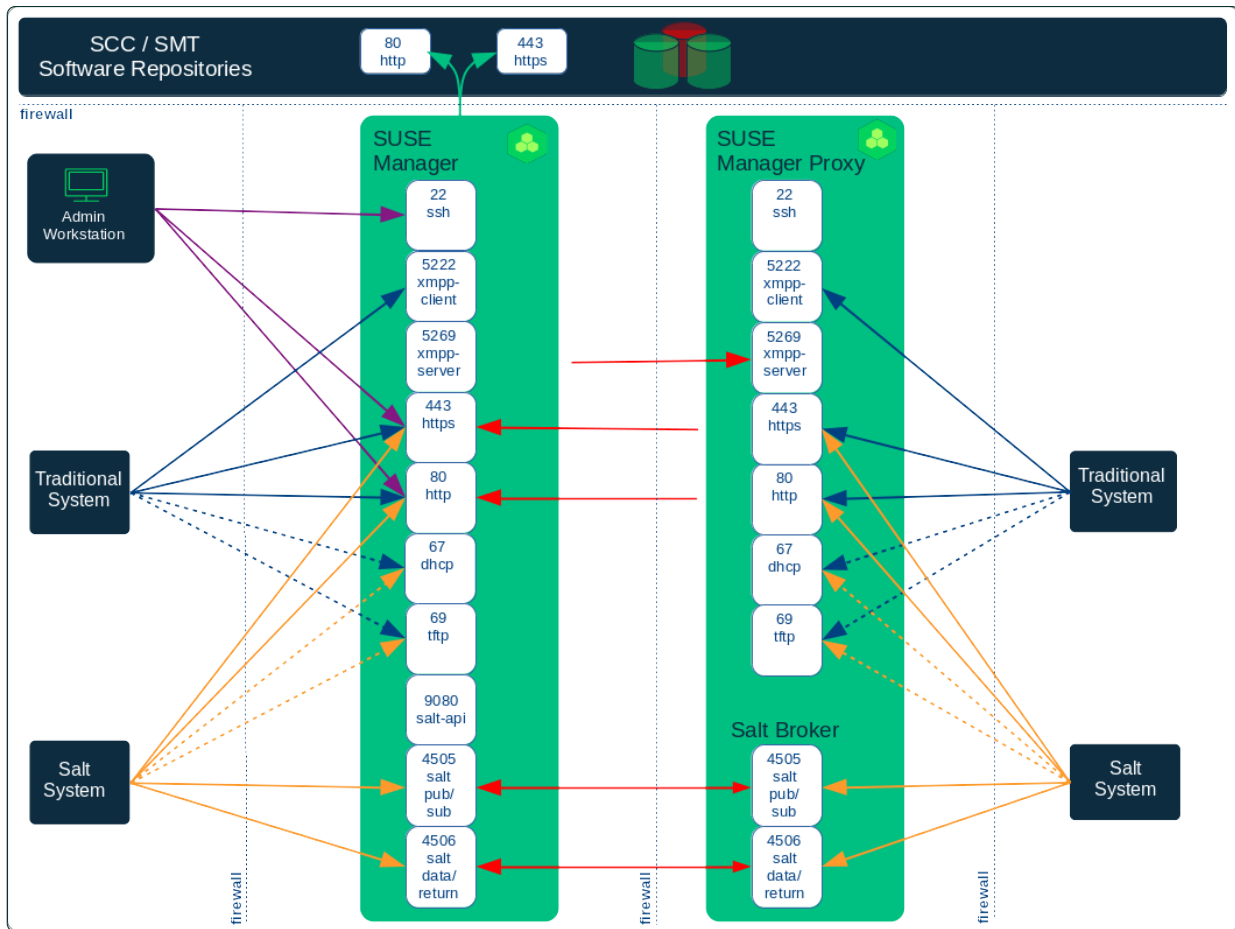 SCC / SMT
Software Repositories
80
http
443
https
firewall
Admin
Workstation
Traditional
System
Salt
System
firewall
SUSE
Manager
22
ssh
5222
xmpp-
client
5269
xmpp-
server
443
https
80
http
67
dhcp
69
tftp
9080
salt-api
4505
salt
pub/
sub
4506
salt
data/
return
firewall
SUSE
Manager Proxy
22
ssh
5222
xmpp-
client
5269
xmpp-
server
443
https
80
http
67
dhcp
69
tftp
Salt Broker
4505
salt
pub/
sub
4506
salt
data/
return
firewall
Traditional
System
Salt
System